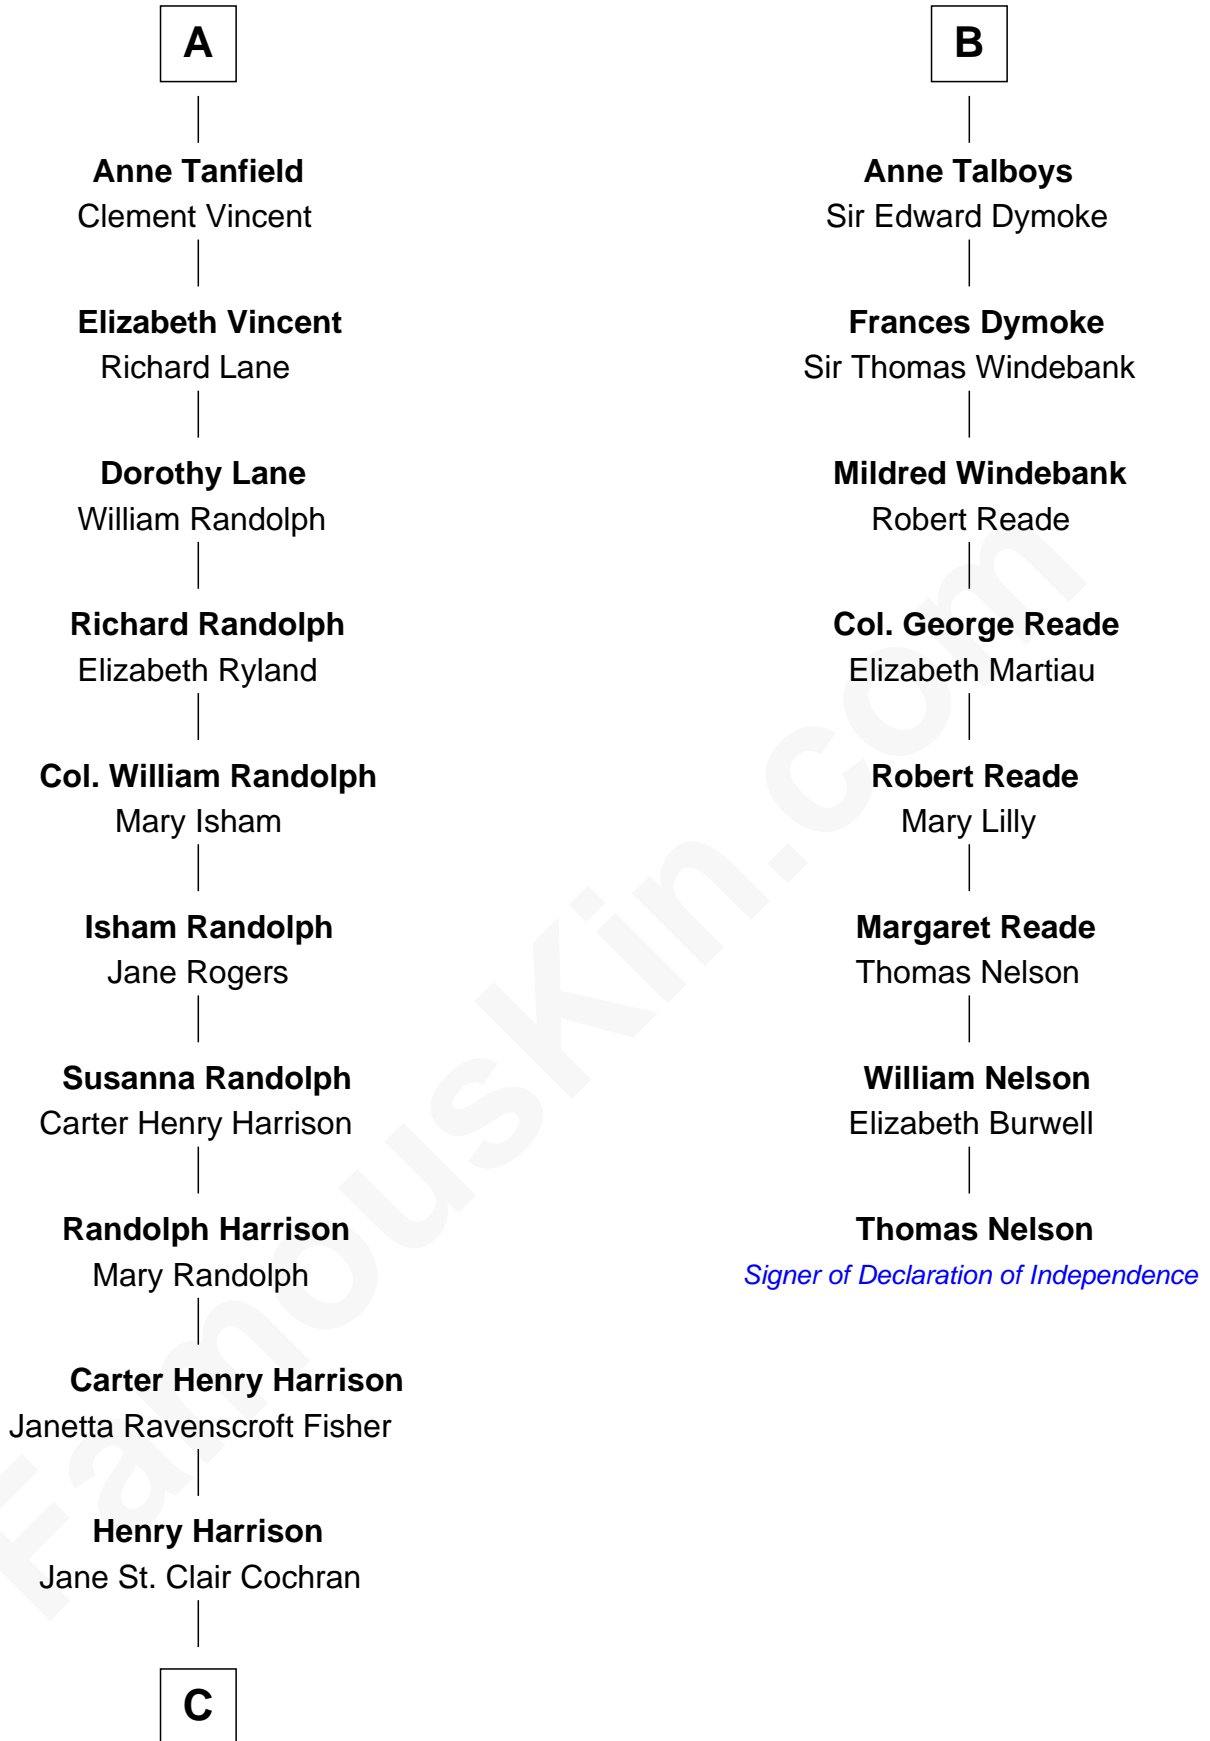 A
Anne Tanfield
Clement Vincent
Elizabeth Vincent
Richard Lane
Dorothy Lane
William Randolph
Richard Randolph
Elizabeth Ryland
Col. William Randolph
Mary Isham
Isham Randolph
Jane Rogers
Susanna Randolph
Carter Henry Harrison
Randolph Harrison
Mary Randolph
Carter Henry Harrison
Janetta Ravenscroft Fisher
Henry Harrison
Jane St. Clair Cochran
C
B
Anne Talboys
Sir Edward Dymoke
Frances Dymoke
Sir Thomas Windebank
Mildred Windebank
Robert Reade
Col. George Reade
Elizabeth Martiau
Robert Reade
Mary Lilly
Margaret Reade
Thomas Nelson
William Nelson
Elizabeth Burwell
Thomas Nelson
Signer of Declaration of Independence
FamousKin.com